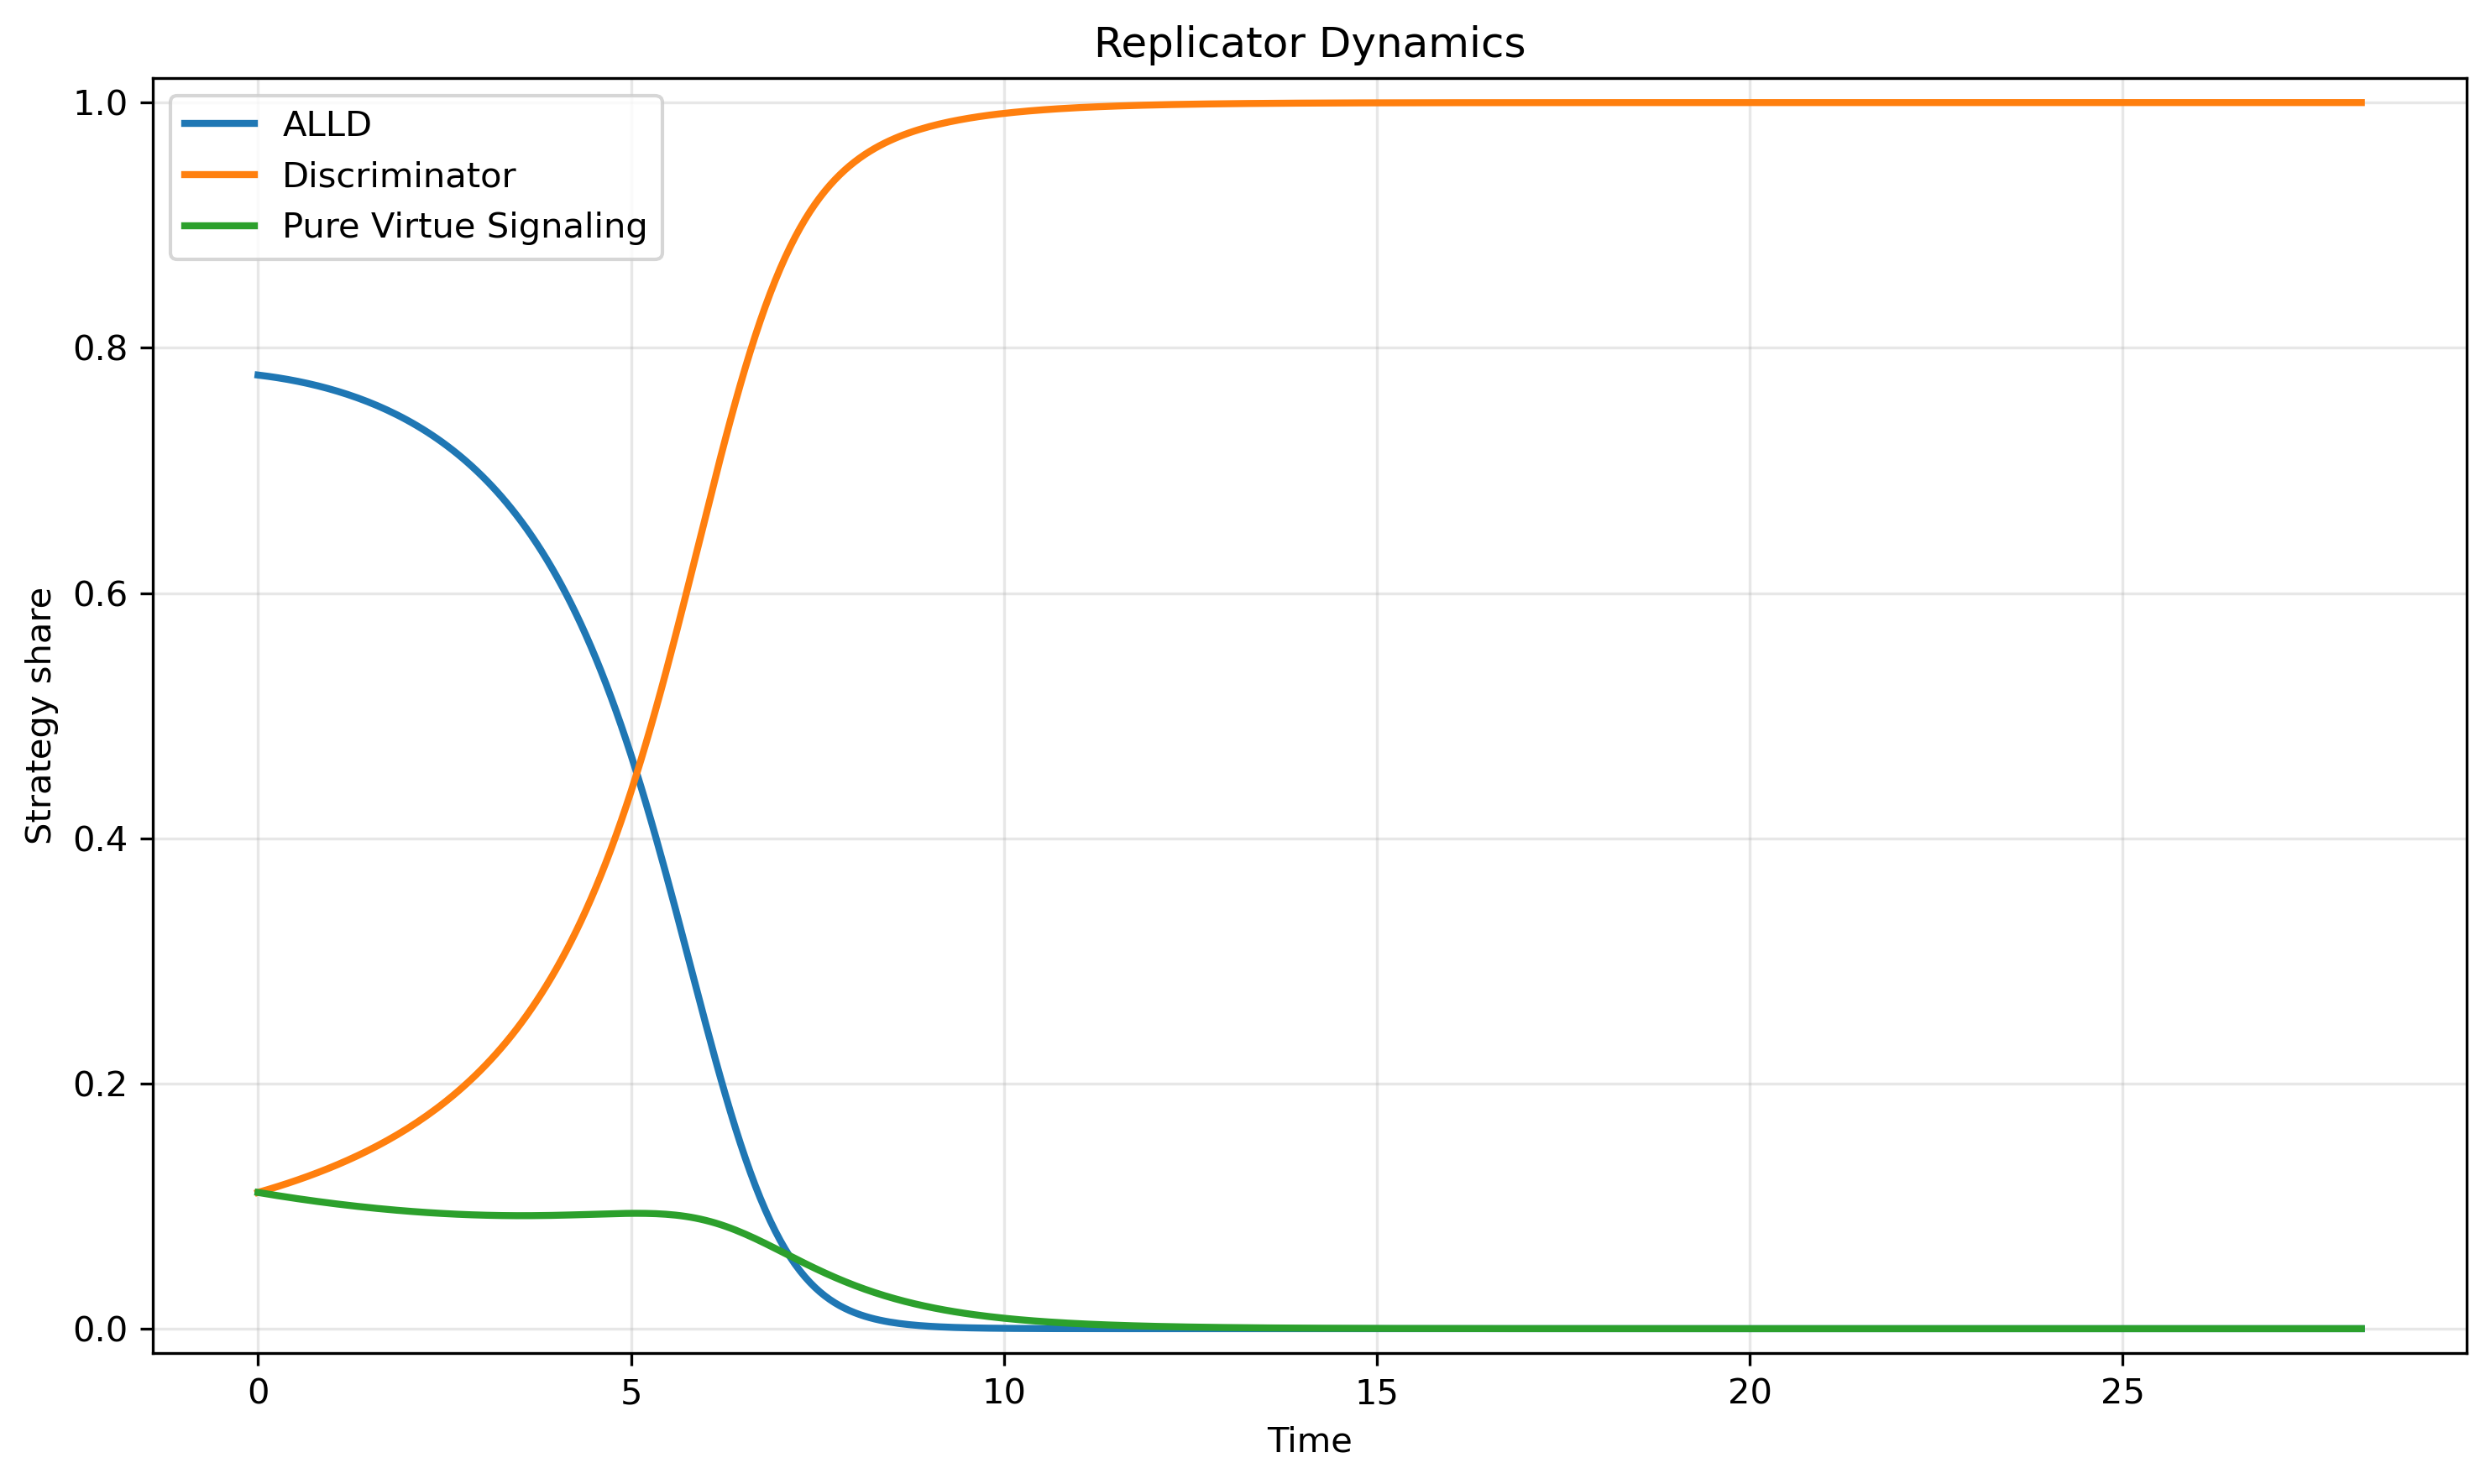 Replicator Dynamics
ALLD
Discriminator
Pure Virtue Signaling
Strategy share
1.0
0.8
0.6
0.4
0.2
0.0
0 5 10 15 20 25
Time